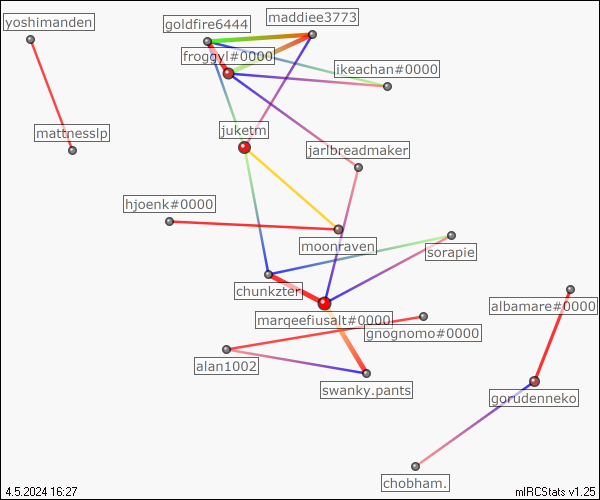 maddiee3773
yoshimanden
goldfire6444
froggyl#0000
ikeachan#0000
mattnesslp
juketm
jarlbreadmaker
hjoenk#0000
moonraven
sorapie
chunkzter
albamare#0000
marqeefiusalt#0000
gnognomo#0000
alan1002
swanky.pants
gorudenneko
chobham.
4.5.2024 16:27
mIRCStats v1.25